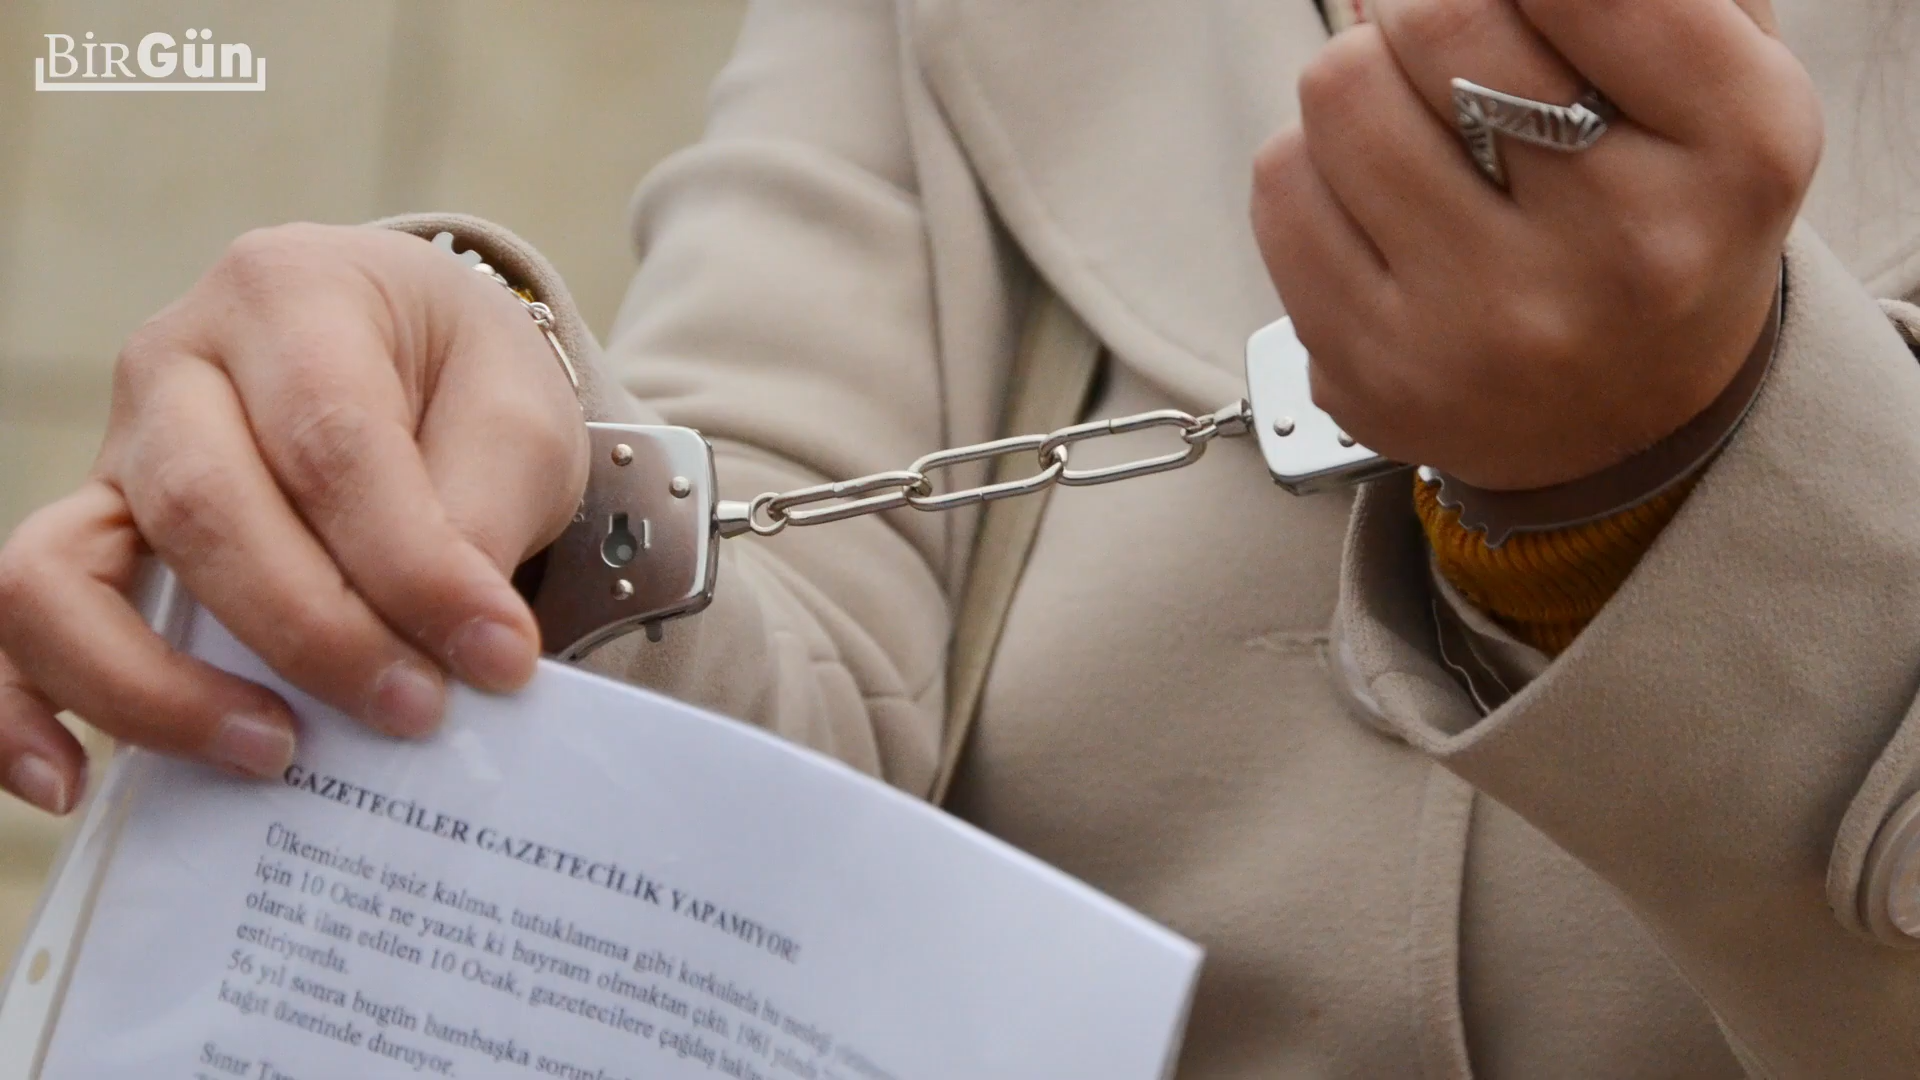 BirGün
GAZETECİLER GAZETECİLİK YAPAMIYOR!
Ülkemizde işsiz kalma, tutuklanma gibi korkularla bu mesleği
için 10 Ocak ne yazık ki bayram olmaktan çıktı. 1961 yılında
olarak ilan edilen 10 Ocak, gazetecilere çağdaş
estiriyordu.
56 yıl sonra bugün bambaşka
kağıt üzerinde duruyor.
Sınır